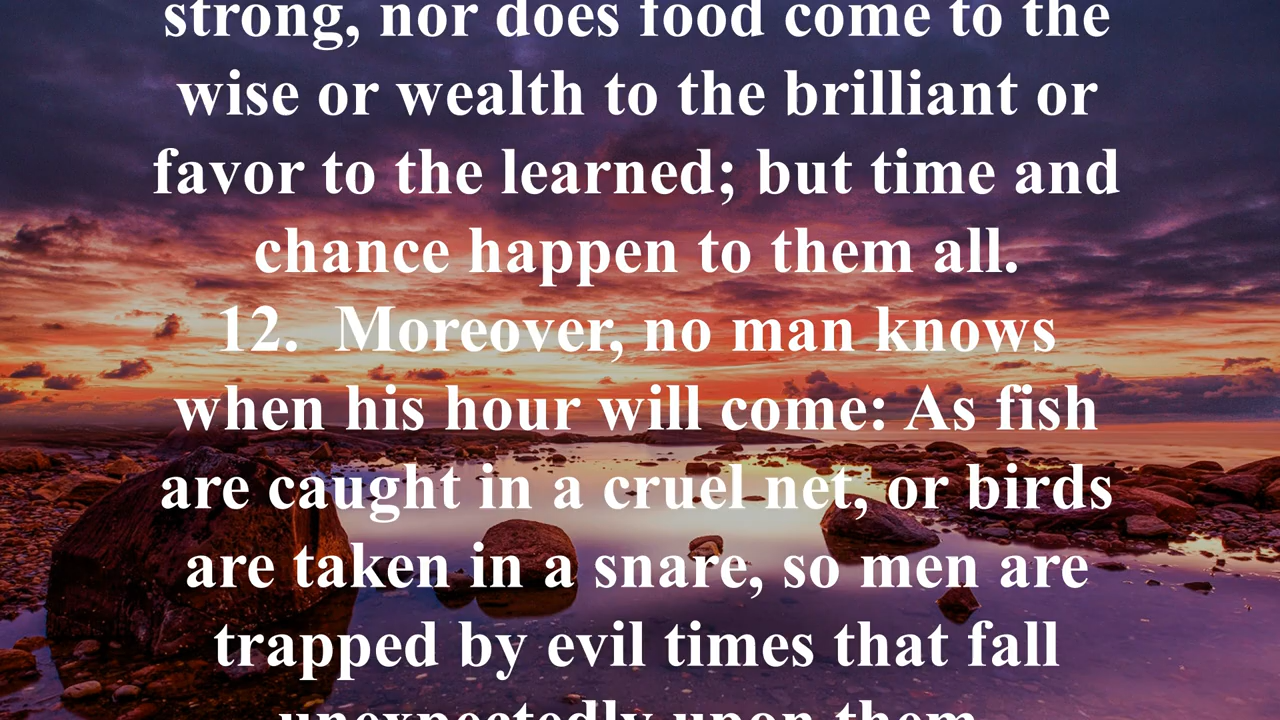 strong, nor does food come to the
wise or wealth to the brilliant or
favor to the learned; but time and
chance happen to them all.
12.  Moreover, no man knows
when his hour will come: As fish
are caught in a cruel net, or birds
are taken in a snare, so men are
trapped by evil times that fall
unexpectedly upon them